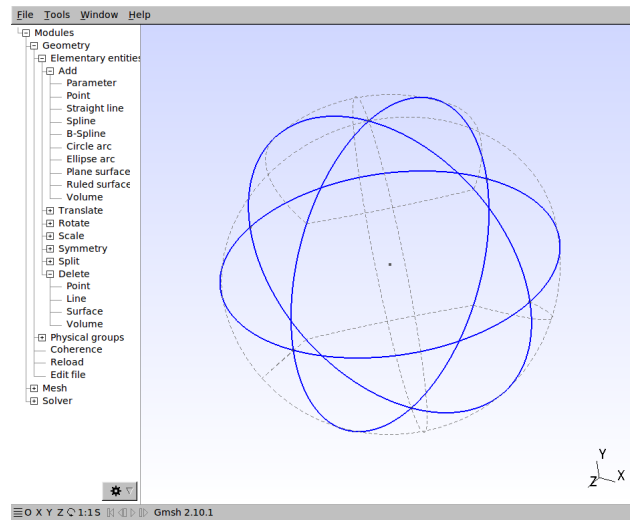 File Tools Window Help
Modules
Geometry
Elementary entities
Add
Parameter
Point
Straight line
Spline
B-Spline
Circle arc
Ellipse arc
Plane surface
Ruled surface
Volume
Translate
Rotate
Scale
Symmetry
Split
Delete
Point
Line
Surface
Volume
Physical groups
Coherence
Reload
Edit file
Mesh
Solver
Y
Z X
O X Y Z 1:1 S Gmsh 2.10.1